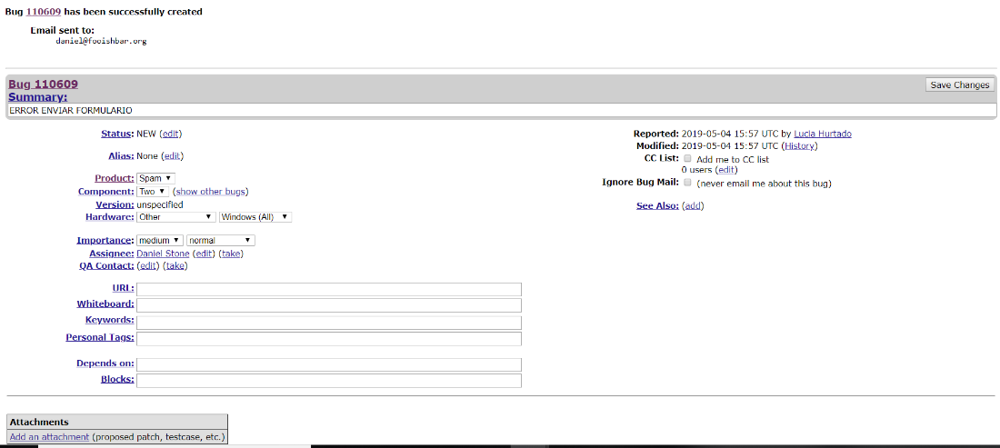 Bug 110609 has been successfully created
Email sent to:
daniel@fooishbar.org
Bug 110609
Save Changes
Summary:
ERROR ENVIAR FORMULARIO
Status: NEW (edit)
Alias: None (edit)
Product: Spam
Component: Two (show other bugs)
Version: unspecified
Hardware: Other Windows (All)
Importance: medium normal
Assignee: Daniel Stone (edit) (take)
QA Contact: (edit) (take)
URL:
Whiteboard:
Keywords:
Personal Tags:
Depends on:
Blocks:
Reported: 2019-05-04 15:57 UTC by Lucia Hurtado
Modified: 2019-05-04 15:57 UTC (History)
CC List: Add me to CC list
0 users (edit)
Ignore Bug Mail: (never email me about this bug)
See Also: (add)
Attachments
Add an attachment (proposed patch, testcase, etc.)